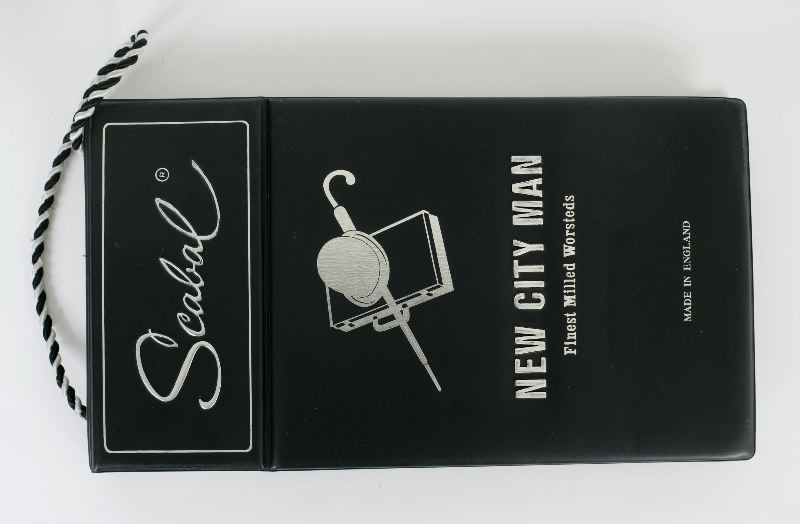 Scabal ®
NEW CITY MAN
Finest Milled Worsteds
MADE IN ENGLAND